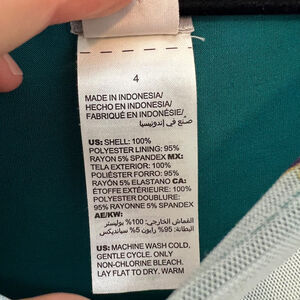 4
MADE IN INDONESIA/
HECHO EN INDONESIA/
FABRIQUÉ EN INDONÉSIE/
صنع في إندونيسيا
US: SHELL: 100%
POLYESTER LINING: 95%
RAYON 5% SPANDEX MX:
TELA EXTERIOR: 100%
POLIÉSTER FORRO: 95%
RAYÓN 5% ELASTANO CA:
ÉTOFFE EXTÉRIEURE: 100%
POLYESTER DOUBLURE:
95% RAYONNE 5% SPANDEX
AE/KW:
القماش الخارجي: 100% بوليستر
البطانة: 95% رايون 5% سباندكس
US: MACHINE WASH COLD,
GENTLE CYCLE. ONLY
NON-CHLORINE BLEACH.
LAY FLAT TO DRY. WARM